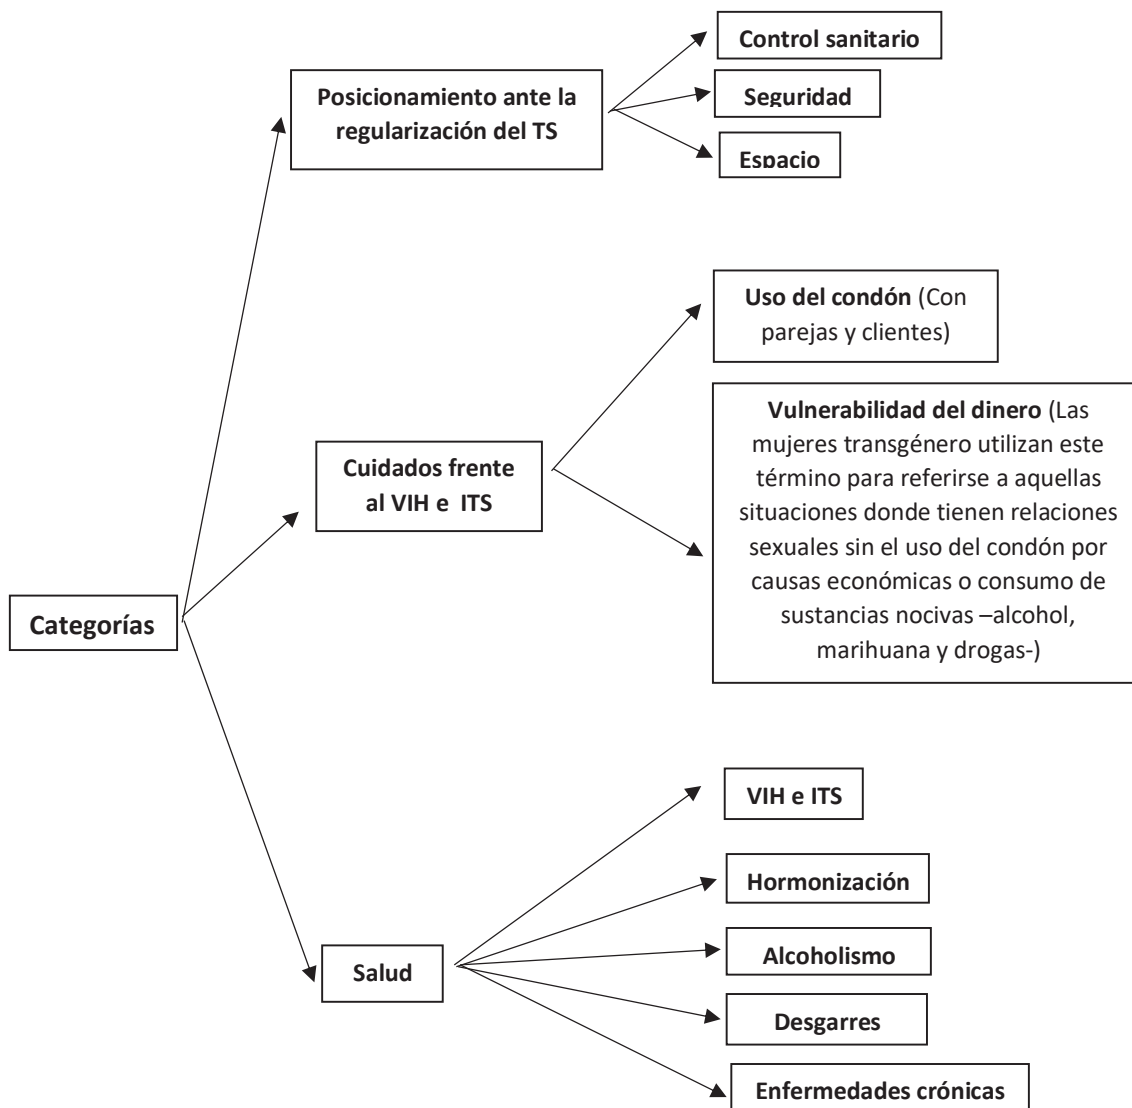 Control sanitario
Posicionamiento ante la
regularización del TS
Seguridad
Espacio
Uso del condón (Con
parejas y clientes)
Vulnerabilidad del dinero (Las
mujeres transgénero utilizan este
término para referirse a aquellas
situaciones donde tienen relaciones
sexuales sin el uso del condón por
causas económicas o consumo de
sustancias nocivas –alcohol,
marihuana y drogas-)
Cuidados frente
al VIH e ITS
Categorías
VIH e ITS
Hormonización
Alcoholismo
Salud
Desgarres
Enfermedades crónicas